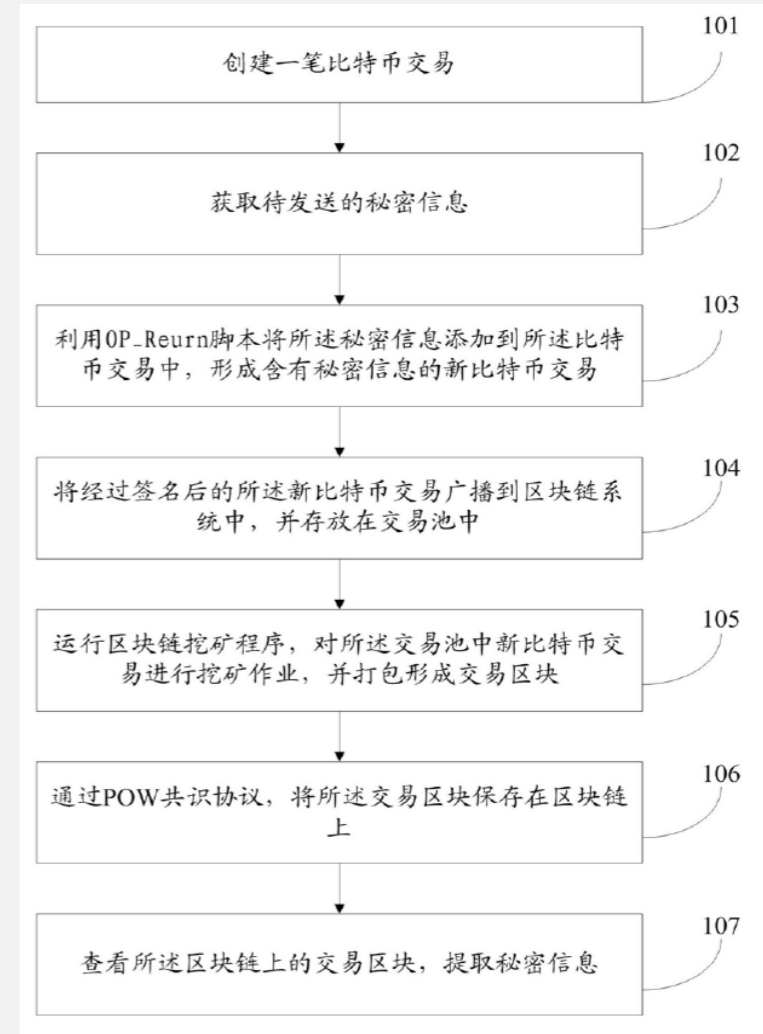 创建一笔比特币交易
101
获取待发送的秘密信息
102
利用OP_Reurn脚本将所述秘密信息添加到所述比特
币交易中，形成含有秘密信息的新比特币交易
103
将经过签名后的所述新比特币交易广播到区块链系
统中，并存放在交易池中
104
运行区块链挖矿程序，对所述交易池中新比特币交
易进行挖矿作业，并打包形成交易区块
105
通过POW共识协议，将所述交易区块保存在区块链
上
106
查看所述区块链上的交易区块，提取秘密信息
107